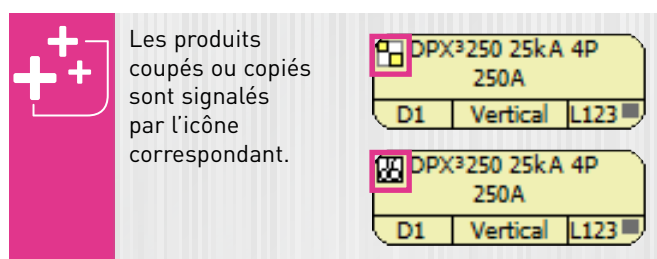 Les produits
coupés ou copiés
sont signalés
par l'icône
correspondant.
DPX³250 25kA 4P
250A
D1 Vertical L123
DPX³250 25kA 4P
250A
D1 Vertical L123